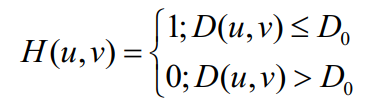 H(u,v) = { 1; D(u,v) ≤ D₀
0; D(u,v) > D₀